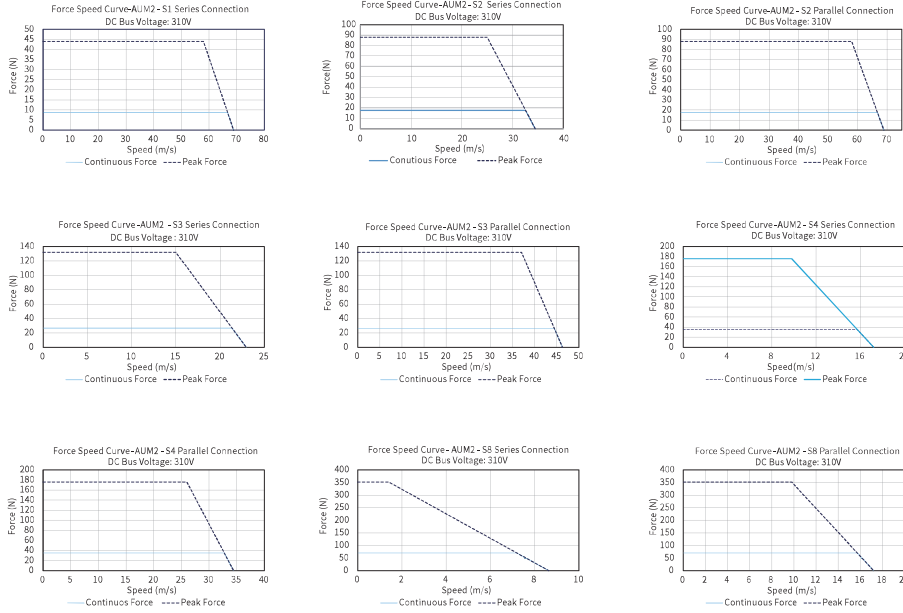 Force Speed Curve-AUM2 - S1 Series Connection
DC Bus Voltage: 310V
Force (N)
50
45
40
35
30
25
20
15
10
5
0
0 10 20 30 40 50 60 70 80
Speed (m/s)
Continuous Force Peak Force
Force Speed Curve-AUM2 - S2 Series Connection
DC Bus Voltage: 310V
Force(N)
100
90
80
70
60
50
40
30
20
10
0
0 10 20 30 40
Speed (m/s)
Conutious Force Peak Force
Force Speed Curve-AUM2 - S2 Parallel Connection
DC Bus Voltage: 310V
Force (N)
100
90
80
70
60
50
40
30
20
10
0
0 10 20 30 40 50 60 70
Speed (m/s)
Continuous Force Peak Force
Force Speed Curve-AUM2 - S3 Series Connection
DC Bus Voltage : 310V
Force (N)
140
120
100
80
60
40
20
0
0 5 10 15 20 25
Speed (m/s)
Continuous Force Peak Force
Force Speed Curve-AUM2 - S3 Parallel Connection
DC Bus Voltage: 310V
Force (N)
140
120
100
80
60
40
20
0
0 5 10 15 20 25 30 35 40 45 50
Speed (m/s)
Continuous Force Peak Force
Force Speed Curve-AUM2 - S4 Series Connection
DC Bus Voltage: 310V
Force (N)
200
180
160
140
120
100
80
60
40
20
0
0 4 8 12 16 20
Speed(m/s)
Continuous Force Peak Force
Force Speed Curve-AUM2 - S4 Parallel Connection
DC Bus Voltage: 310V
Force (N)
200
180
160
140
120
100
80
60
40
20
0
0 5 10 15 20 25 30 35 40
Speed (m/s)
Continuous Force Peak Force
Force Speed Curve-AUM2 - S8 Series Connection
DC Bus Voltage: 310V
Force (N)
400
350
300
250
200
150
100
50
0
0 2 4 6 8 10
Speed (m/s)
Continuous Force Peak Force
Force Speed Curve-AUM2 - S8 Parallel Connection
DC Bus Voltage: 310V
Force (N)
400
350
300
250
200
150
100
50
0
0 2 4 6 8 10 12 14 16 18 20
Speed (m/s)
Continuous Force Peak Force